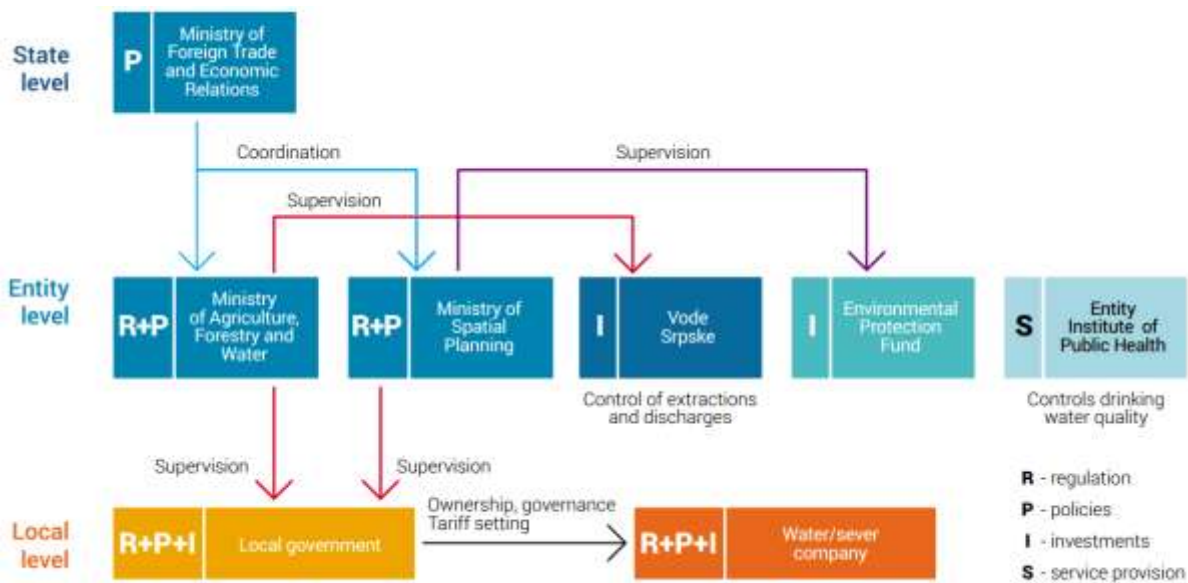 State
level
P
Ministry of
Foreign Trade
and Economic
Relations
Coordination
Supervision
Supervision
Entity
level
R+P
Ministry
of Agriculture,
Forestry and
Water
R+P
Ministry of
Spatial
Planning
I
Vode
Srpske
I
Environmental
Protection
Fund
S
Entity
Institute of
Public Health
Control of extractions
and discharges
Controls drinking
water quality
Supervision
Supervision
Local
level
R+P+I
Local government
Ownership, governance
Tariff setting
R+P+I
Water/sever
company
R - regulation
P - policies
I - investments
S - service provision